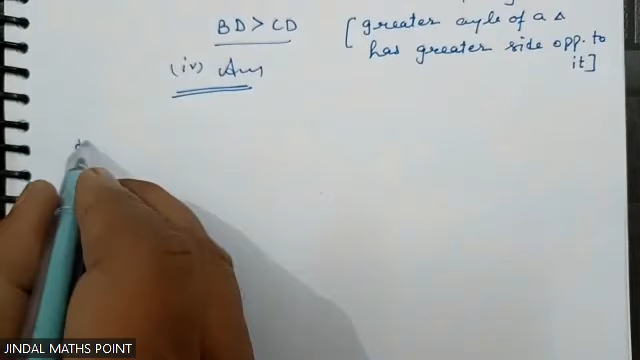 BD > CD [greater angle of a Δ
has greater side opp. to
it]
(iv) Ans
JINDAL MATHS POINT